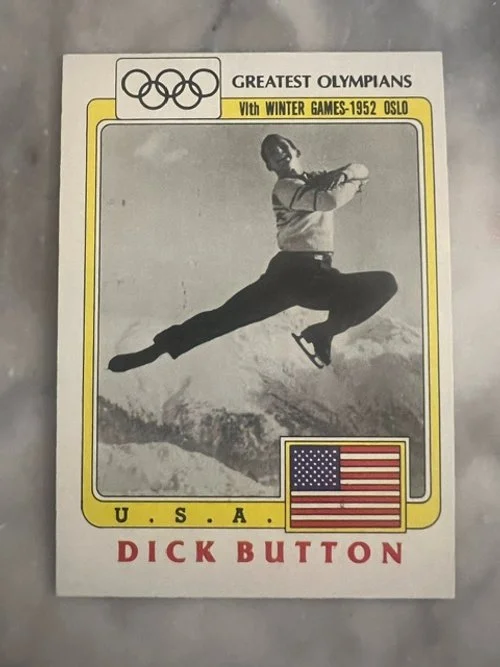 GREATEST OLYMPIANS
VIth WINTER GAMES-1952 OSLO
U.S.A.
DICK BUTTON